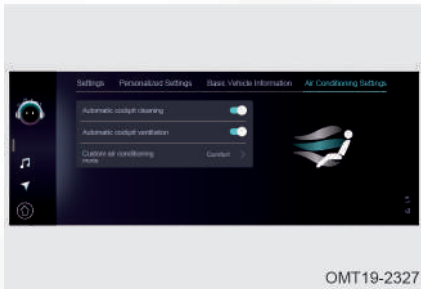 Settings Personalized Settings Basic Vehicle Information Air Conditioning Settings
Automatic cockpit cleaning
Automatic cockpit ventilation
Custom air conditioning
mode
Comfort
OMT19-2327